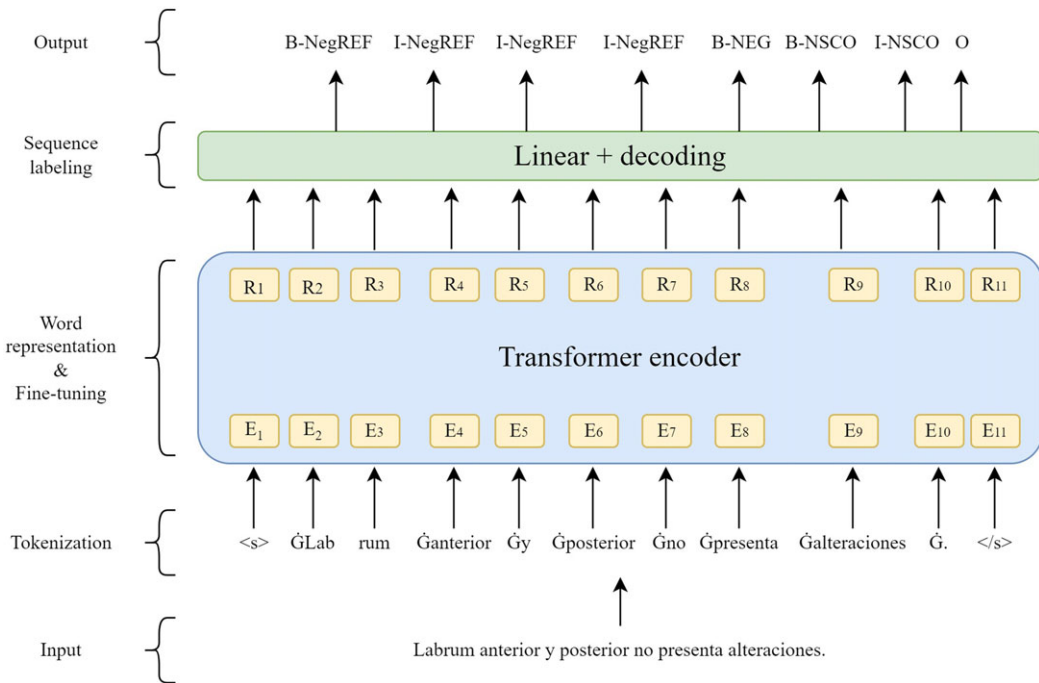 Output
B-NegREF I-NegREF I-NegREF I-NegREF B-NEG B-NSCO I-NSCO O
Sequence
labeling
Linear + decoding
R1 R2 R3 R4 R5 R6 R7 R8 R9 R10 R11
Word
representation
&
Fine-tuning
Transformer encoder
E1 E2 E3 E4 E5 E6 E7 E8 E9 E10 E11
Tokenization
<s> ĠLab rum Ġanterior Ġy Ġposterior Ġno Ġpresenta Ġalteraciones Ġ. </s>
Input
Labrum anterior y posterior no presenta alteraciones.